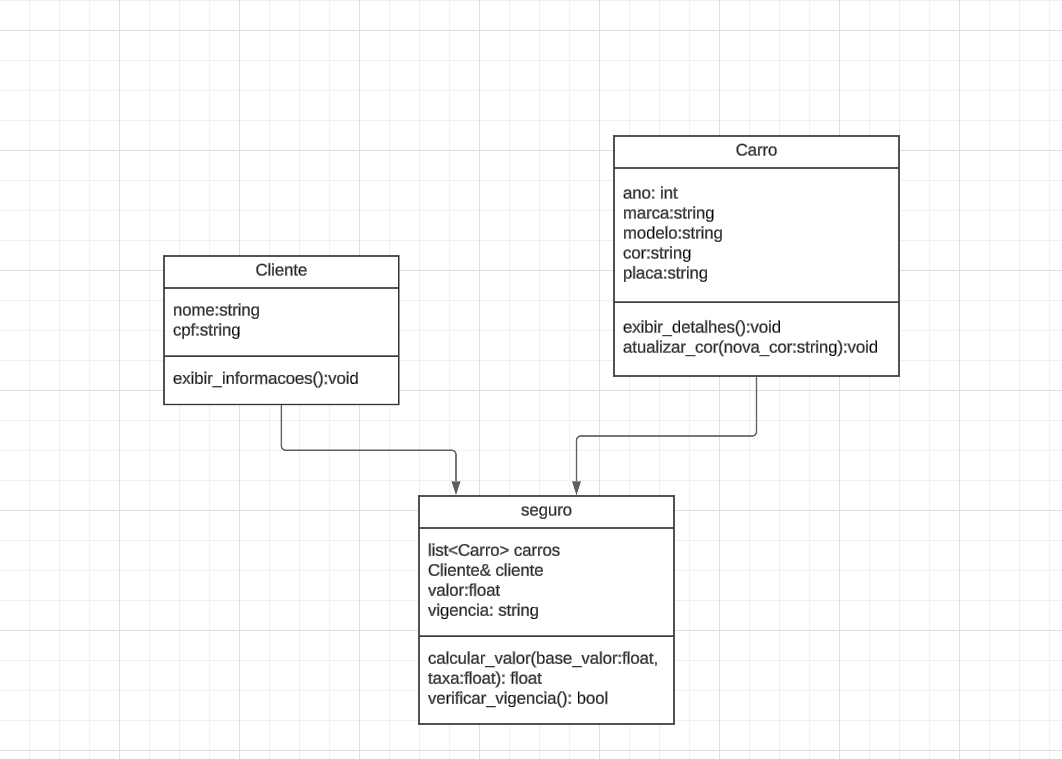 Carro
ano: int
marca:string
modelo:string
cor:string
placa:string
exibir_detalhes():void
atualizar_cor(nova_cor:string):void
Cliente
nome:string
cpf:string
exibir_informacoes():void
seguro
list<Carro> carros
Cliente& cliente
valor:float
vigencia: string
calcular_valor(base_valor:float,
taxa:float): float
verificar_vigencia(): bool